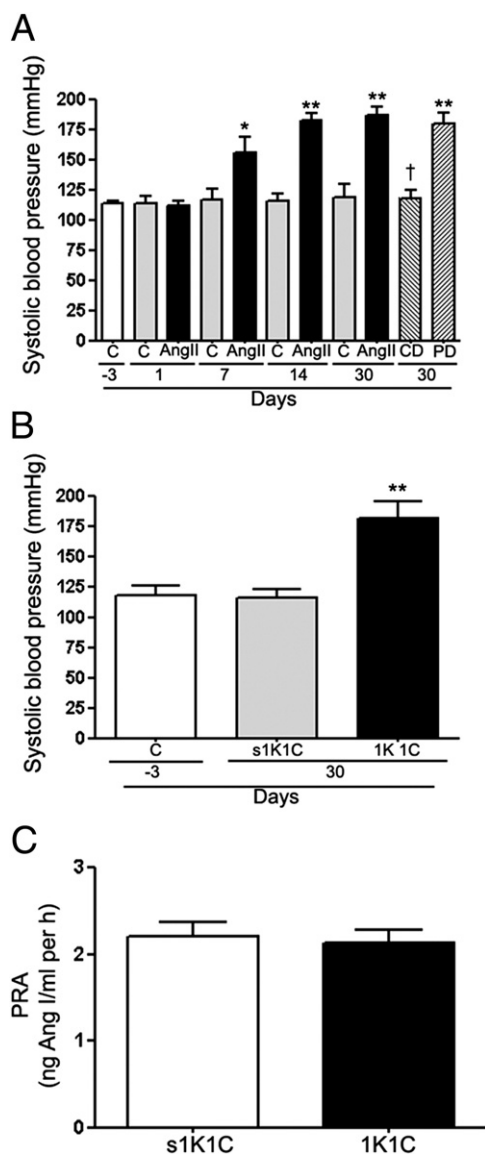 A
Systolic blood pressure (mmHg)
200
175
150
125
100
75
50
25
0
* ** ** † **
C C AngII C AngII C AngII C AngII CD PD
-3 1 7 14 30 30
Days
B
Systolic blood pressure (mmHg)
200
175
150
125
100
75
50
25
0
**
C s1K1C 1K 1C
-3 30
Days
C
PRA
(ng Ang I/ml per h)
3
2
1
0
s1K1C 1K1C